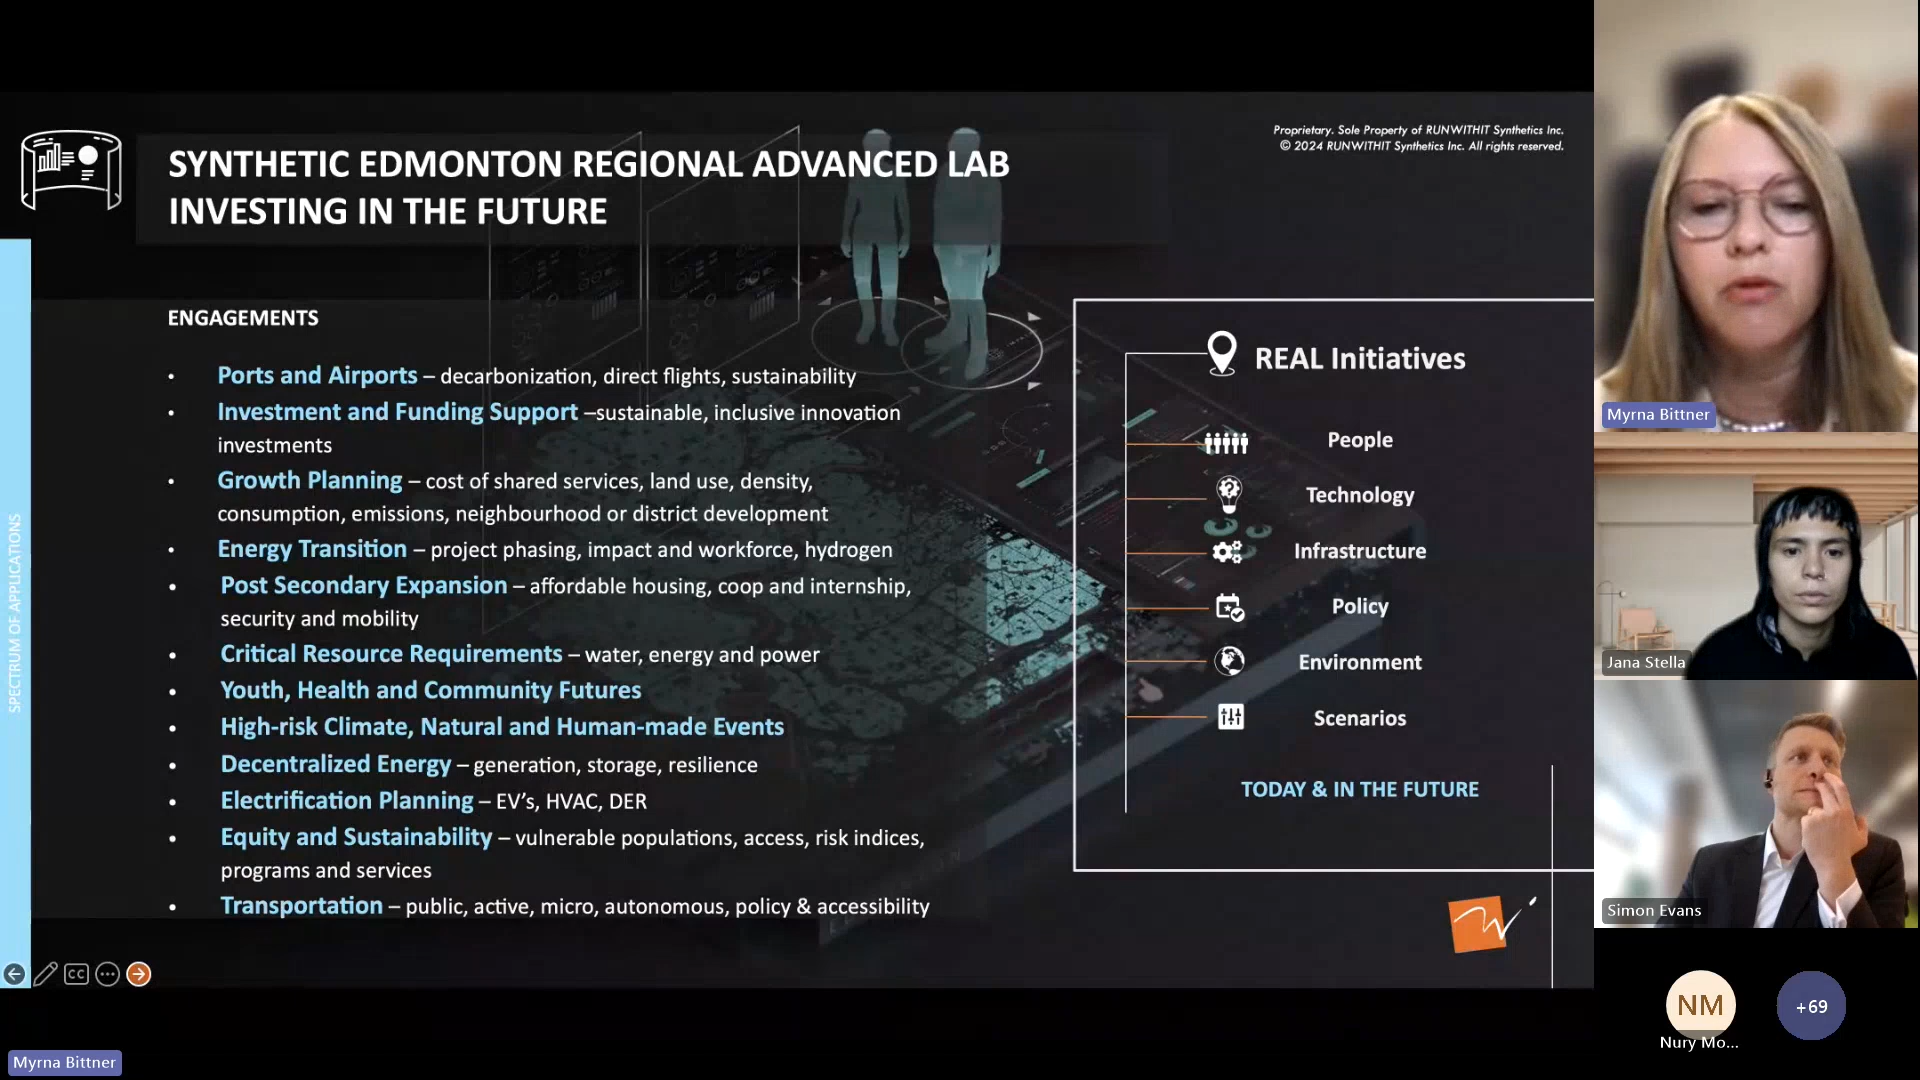 Proprietary. Sole Property of RUNWITHIT Synthetics Inc.
© 2024 RUNWITHIT Synthetics Inc. All rights reserved.
SYNTHETIC EDMONTON REGIONAL ADVANCED LAB
INVESTING IN THE FUTURE
SPECTRUM OF APPLICATIONS
ENGAGEMENTS
• Ports and Airports – decarbonization, direct flights, sustainability
• Investment and Funding Support –sustainable, inclusive innovation
investments
• Growth Planning – cost of shared services, land use, density,
consumption, emissions, neighbourhood or district development
• Energy Transition – project phasing, impact and workforce, hydrogen
• Post Secondary Expansion – affordable housing, coop and internship,
security and mobility
• Critical Resource Requirements – water, energy and power
• Youth, Health and Community Futures
• High-risk Climate, Natural and Human-made Events
• Decentralized Energy – generation, storage, resilience
• Electrification Planning – EV's, HVAC, DER
• Equity and Sustainability – vulnerable populations, access, risk indices,
programs and services
• Transportation – public, active, micro, autonomous, policy & accessibility
REAL Initiatives
People
Technology
Infrastructure
Policy
Environment
Scenarios
TODAY & IN THE FUTURE
CC
Myrna Bittner
Myrna Bittner
Jana Stella
Simon Evans
NM
Nury Mo...
+69